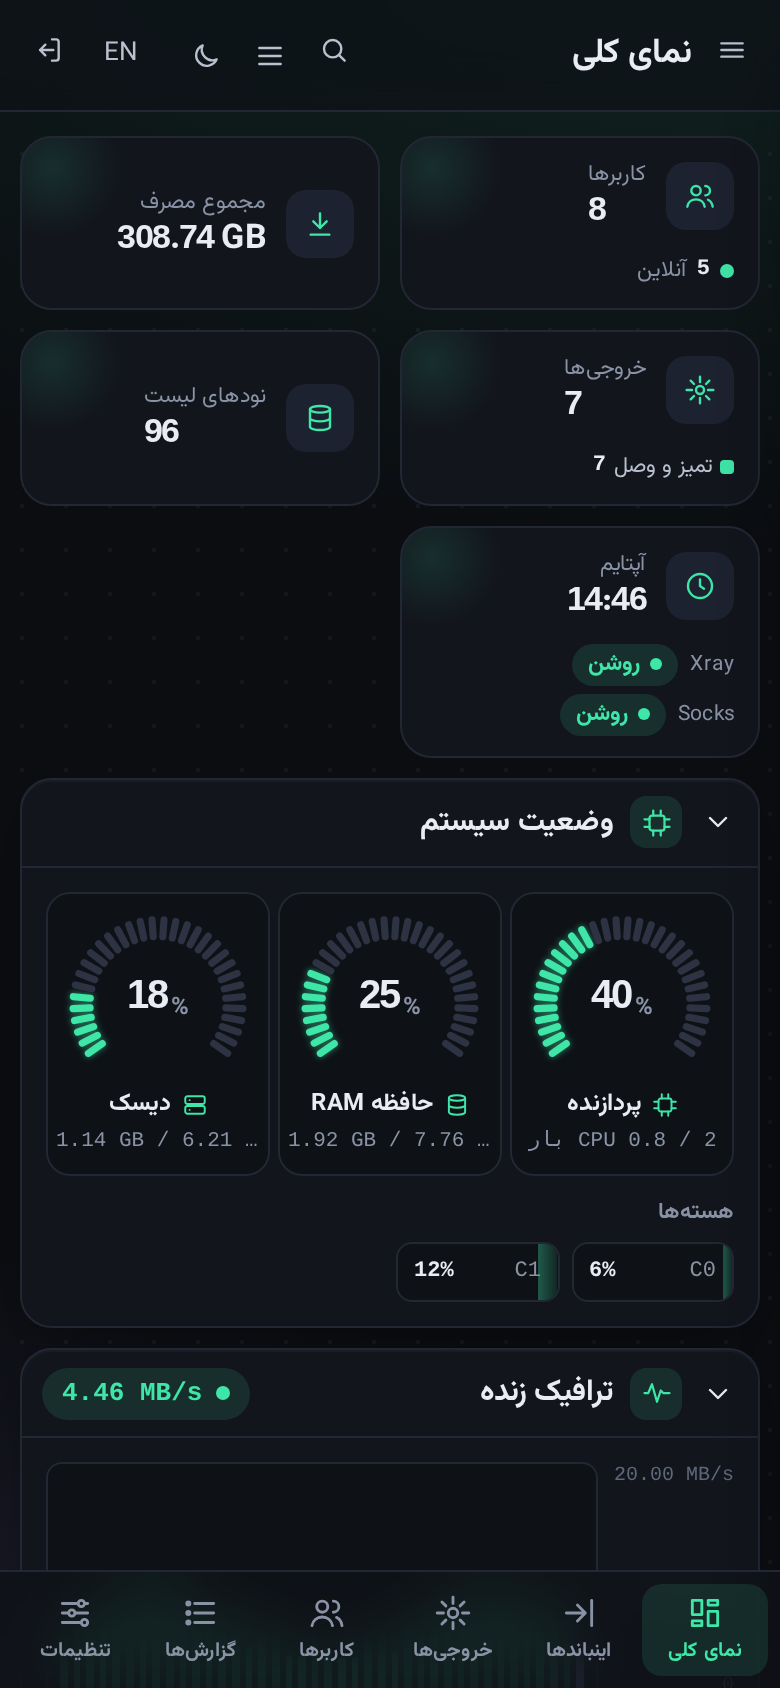 نمای کلی
EN
کاربرها
8
5 آنلاین
مجموع مصرف
308.74 GB
خروجی‌ها
7
تمیز و وصل 7
نودهای لیست
96
آپتایم
14:46
Xray روشن
Socks روشن
وضعیت سیستم
40%
پردازنده
بار CPU 0.8 / 2
25%
حافظه RAM
1.92 GB / 7.76 …
18%
دیسک
1.14 GB / 6.21 …
هسته‌ها
C0 6%
C1 12%
ترافیک زنده
4.46 MB/s
20.00 MB/s
نمای کلی
اینباندها
خروجی‌ها
کاربرها
گزارش‌ها
تنظیمات